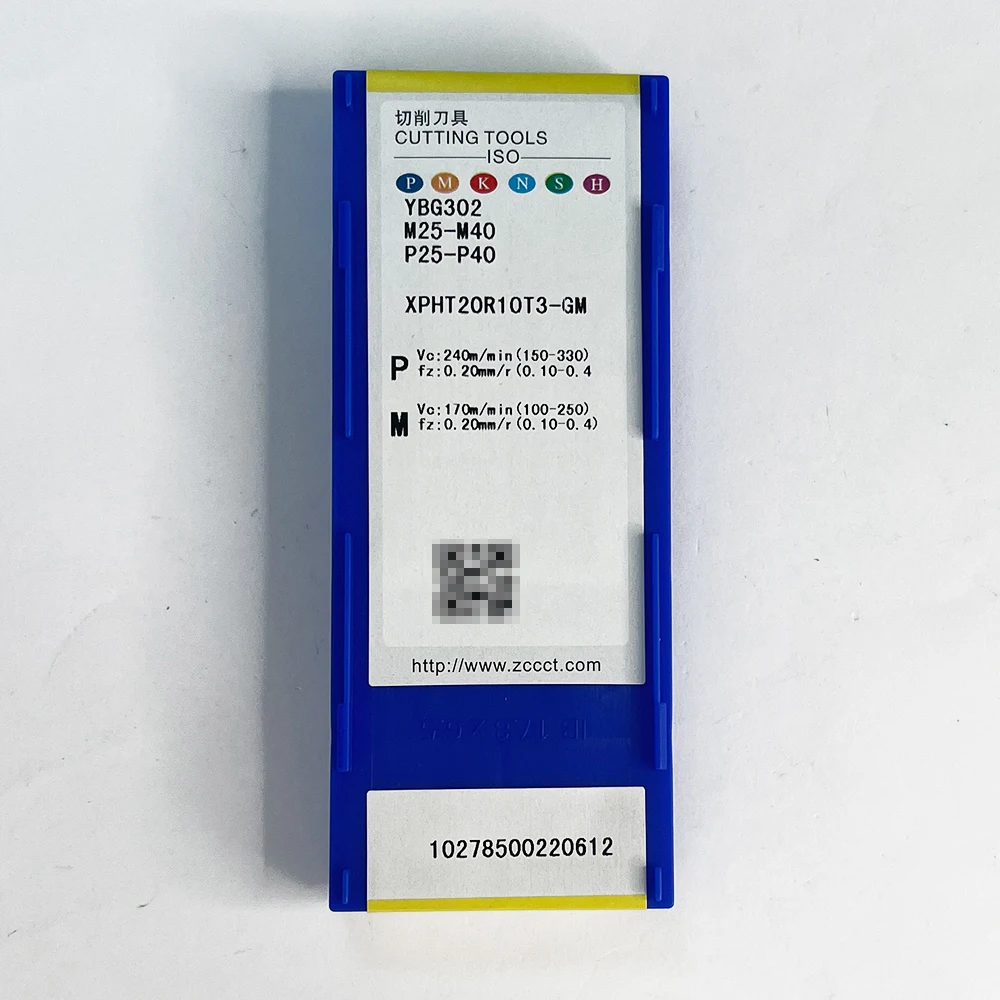 切削刀具
CUTTING TOOLS
ISO
P M K N S H
YBG302
M25-M40
P25-P40
XPHT20R10T3-GM
P
Vc:240m/min(150-330)
fz:0.20mm/r(0.10-0.4
M
Vc:170m/min(100-250)
fz:0.20mm/r(0.10-0.4)
http://www.zccct.com
10278500220612